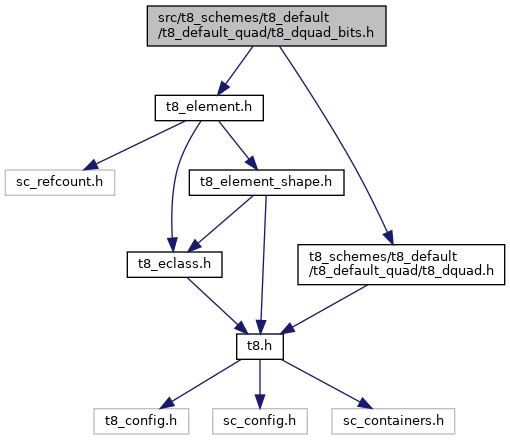 src/t8_schemes/t8_default
/t8_default_quad/t8_dquad_bits.h
t8_element.h
sc_refcount.h
t8_element_shape.h
t8_eclass.h
t8_schemes/t8_default
/t8_default_quad/t8_dquad.h
t8.h
t8_config.h
sc_config.h
sc_containers.h